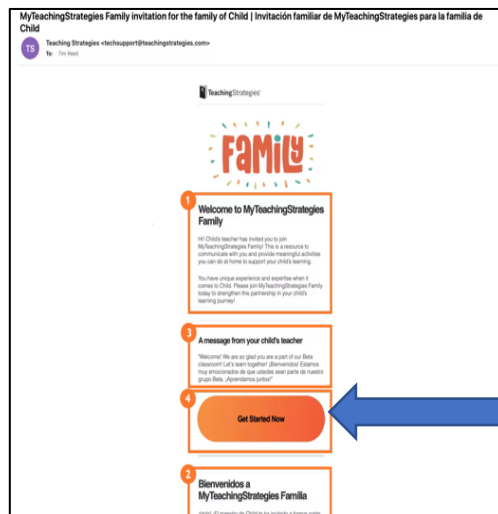 MyTeachingStrategies Family invitation for the family of Child | Invitación familiar de MyTeachingStrategies para la familia de
Child
TS
Teaching Strategies <techsupport@teachingstrategies.com>
To: Tim Reed
TeachingStrategies®
FAMILY
1
Welcome to MyTeachingStrategies
Family
Hi! Child's teacher has invited you to join
MyTeachingStrategies Family! This is a resource to
communicate with you and provide meaningful activities
you can do at home to support your child's learning.
You have unique experience and expertise when it
comes to Child. Please join MyTeachingStrategies Family
today to strengthen this partnership in your child's
learning journey!
3
A message from your child's teacher
"Welcome! We are so glad you are a part of our Beta
classroom! Let's learn together! ¡Bienvenidos! Estamos
muy emocionados de que ustedes sean parte de nuestro
grupo Beta. ¡Aprendamos juntos!"
4
Get Started Now
2
Bienvenidos a
MyTeachingStrategies Familia